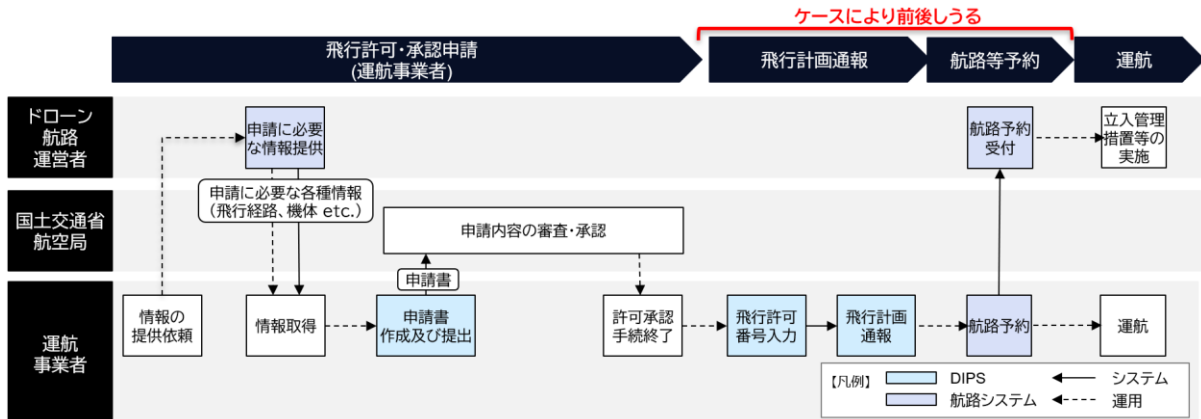 ケースにより前後しうる
飛行許可・承認申請
(運航事業者)
飛行計画通報
航路等予約
運航
ドローン
航路
運営者
申請に必要
な情報提供
航路予約
受付
立入管理
措置等の
実施
申請に必要な各種情報
（飛行経路、機体 etc.）
国土交通省
航空局
申請内容の審査・承認
申請書
運航
事業者
情報の
提供依頼
情報取得
申請書
作成及び提出
許可承認
手続終了
飛行許可
番号入力
飛行計画
通報
航路予約
運航
【凡例】
DIPS
システム
航路システム
運用